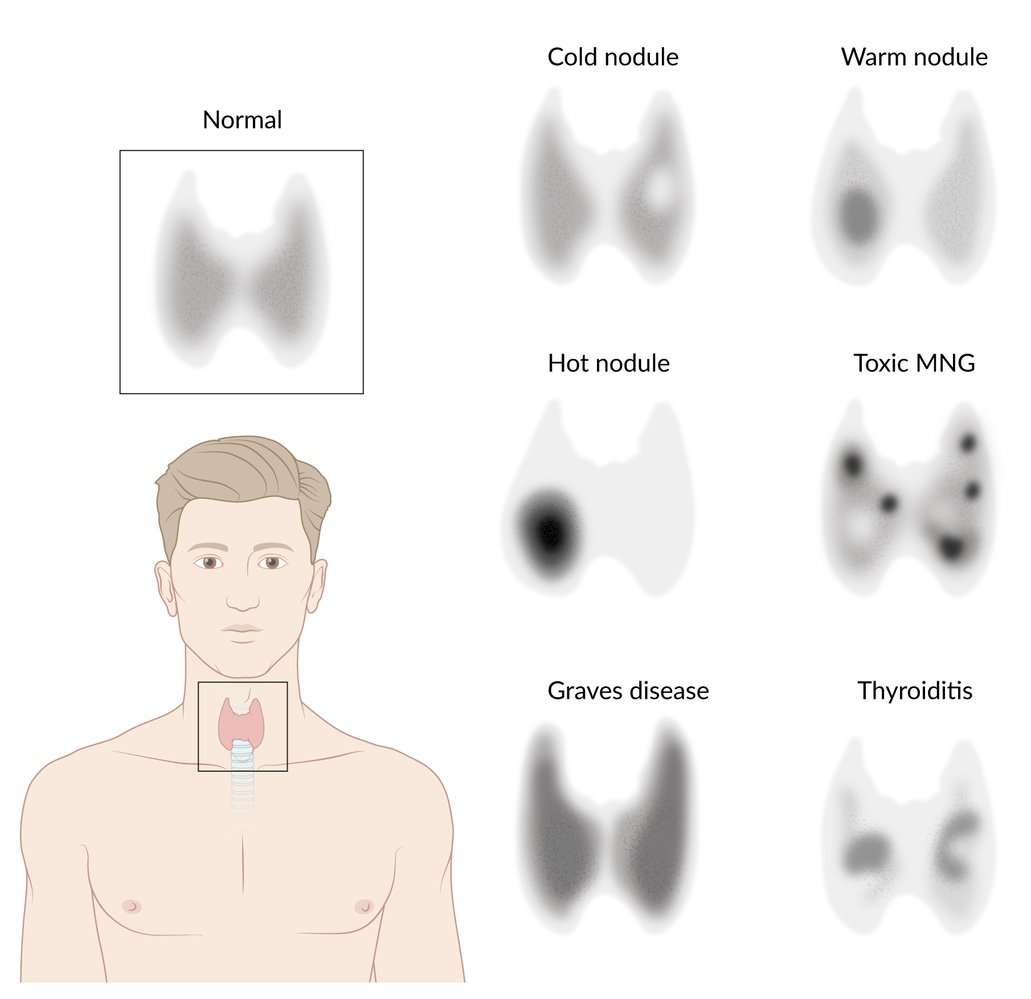 Normal
Cold nodule
Warm nodule
Hot nodule
Toxic MNG
Graves disease
Thyroiditis